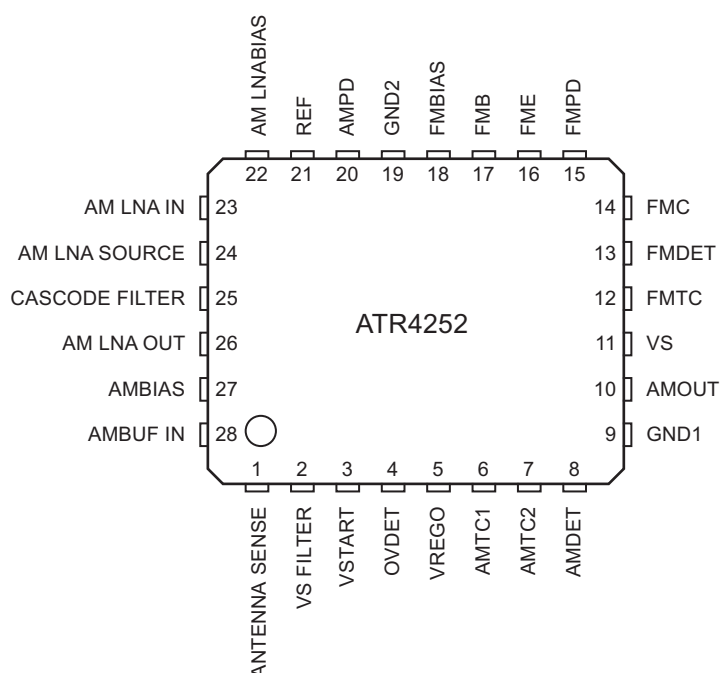 AM LNABIAS
REF
AMPD
GND2
FMBIAS
FMB
FME
FMPD
22 21 20 19 18 17 16 15
AM LNA IN 23 14 FMC
AM LNA SOURCE 24 13 FMDET
CASCODE FILTER 25 12 FMTC
ATR4252
AM LNA OUT 26 11 VS
AMBIAS 27 10 AMOUT
AMBUF IN 28 9 GND1
1 2 3 4 5 6 7 8
ANTENNA SENSE
VS FILTER
VSTART
OVDET
VREGO
AMTC1
AMTC2
AMDET